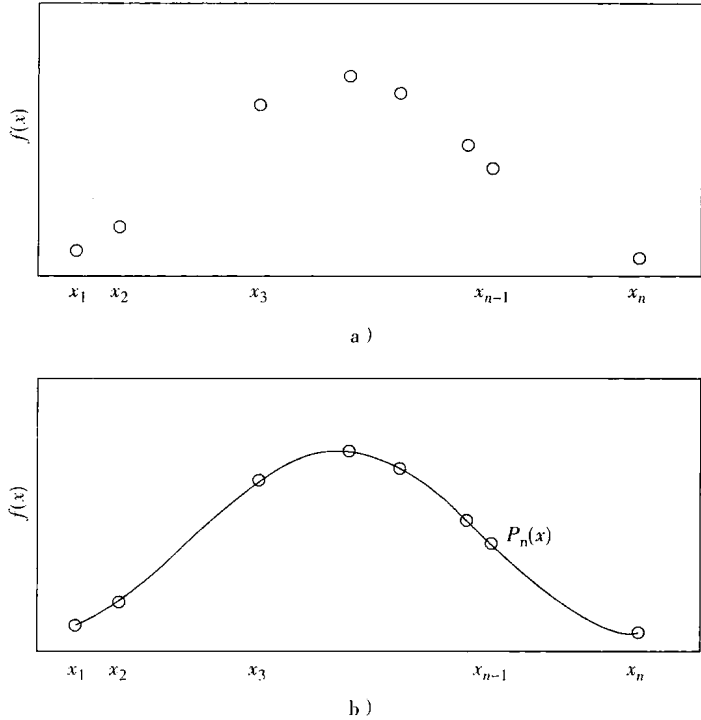 f(x)
x₁ x₂ x₃ xₙ₋₁ xₙ
a )
f(x)
Pₙ(x)
x₁ x₂ x₃ xₙ₋₁ xₙ
b )